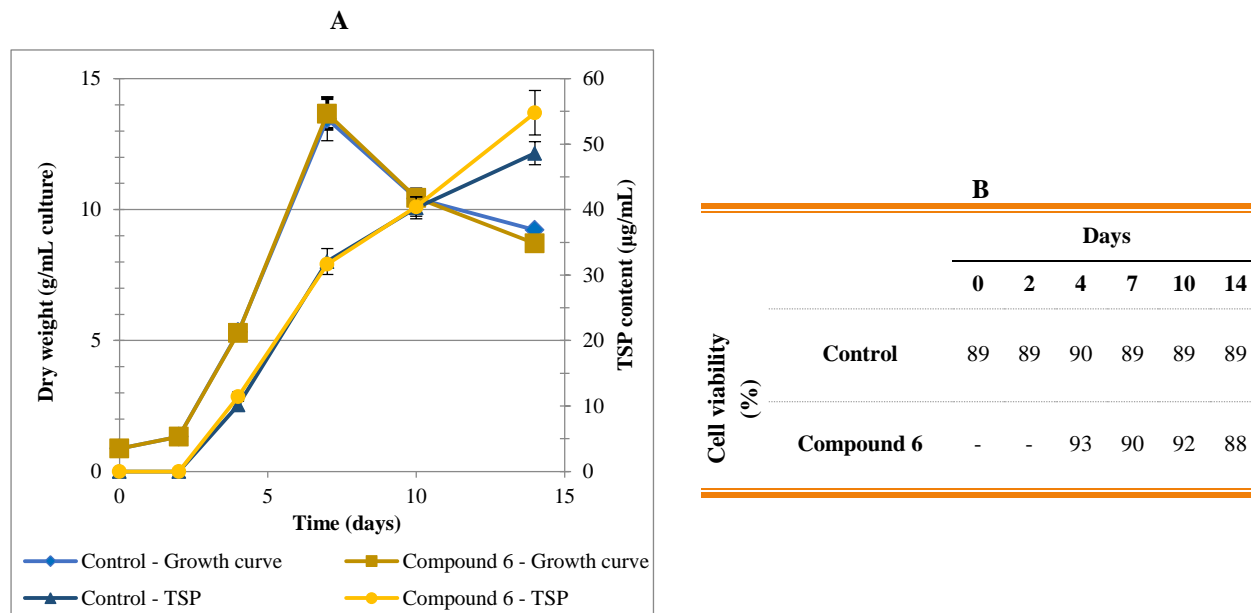 A
15
10
5
0
Dry weight (g/mL culture)
60
50
40
30
20
10
0
TSP content (µg/mL)
0 5 10 15
Time (days)
Control - Growth curve
Compound 6 - Growth curve
Control - TSP
Compound 6 - TSP
B
Days
0 2 4 7 10 14
Cell viability
(%)
Control 89 89 90 89 89 89
Compound 6 - - 93 90 92 88